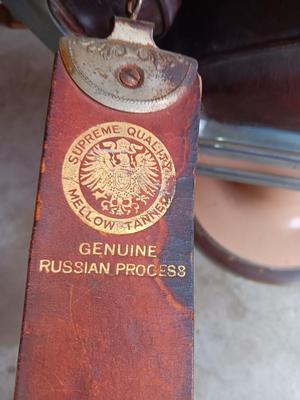 SUPREME QUALITY
MELLOW TANNED
GENUINE
RUSSIAN PROCESS